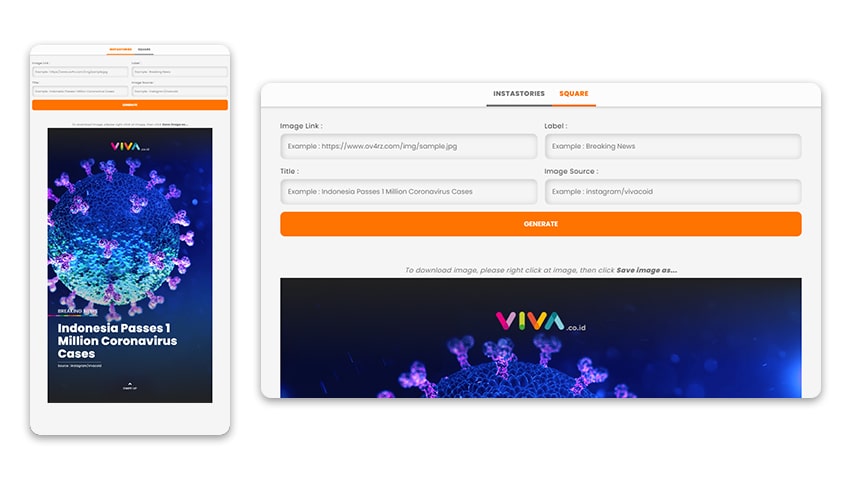 INSTASTORIES SQUARE
Image Link : Label :
Example : https://www.ov4rz.com/img/sample.jpg Example : Breaking News
Title : Image Source :
Example : Indonesia Passes 1 Million Coronavirus Cases Example : instagram/vivacoid
GENERATE
To download image, please right click at image, then click Save image as...
VIVA.co.id
BREAKING NEWS
Indonesia Passes 1
Million Coronavirus
Cases
Source : instagram/vivacoid
SWIPE UP
INSTASTORIES SQUARE
Image Link : Label :
Example : https://www.ov4rz.com/img/sample.jpg Example : Breaking News
Title : Image Source :
Example : Indonesia Passes 1 Million Coronavirus Cases Example : instagram/vivacoid
GENERATE
To download image, please right click at image, then click Save image as...
VIVA.co.id